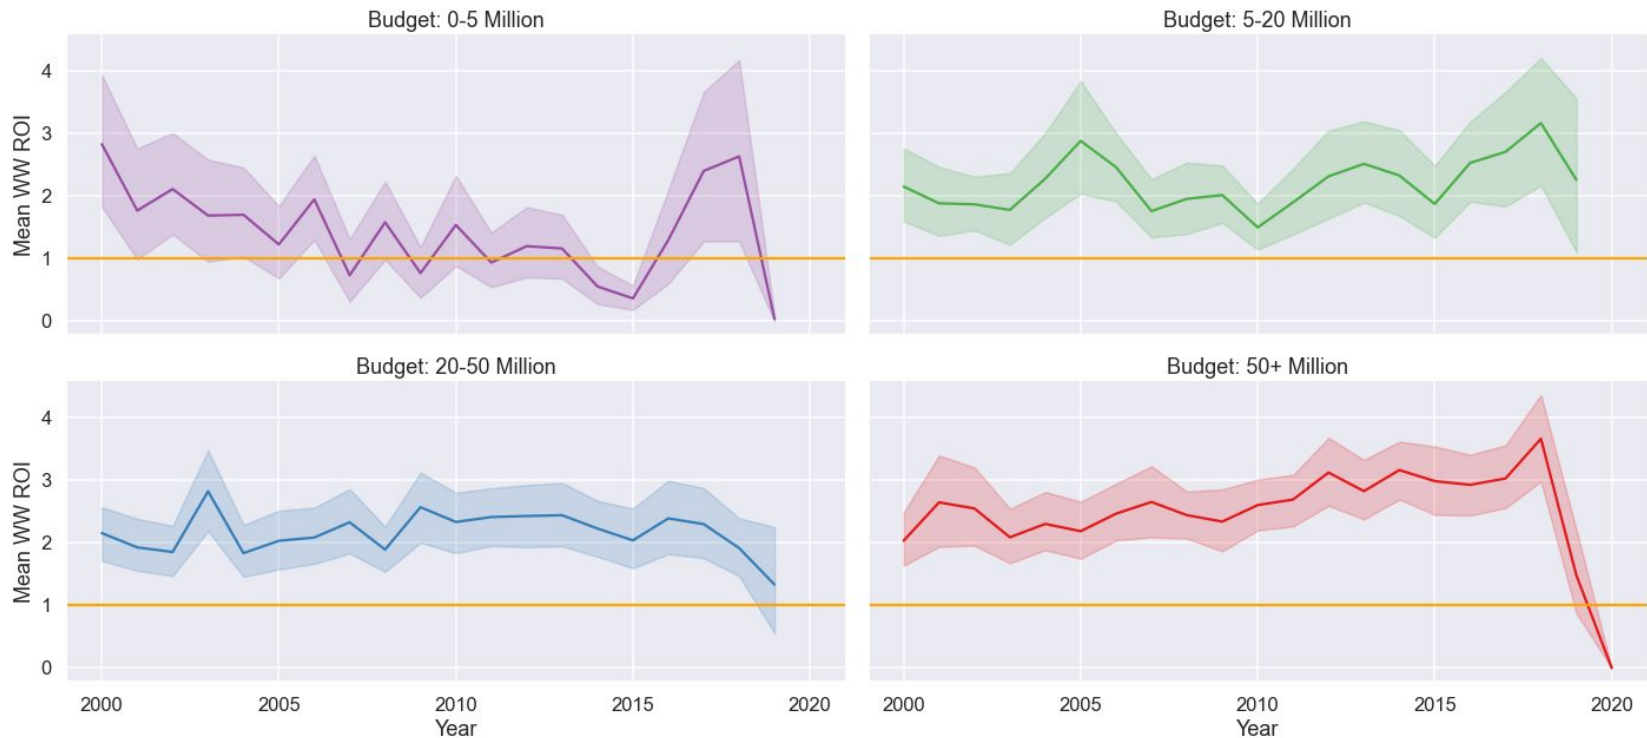 Budget: 0-5 Million
Budget: 5-20 Million
Mean WW ROI
4
3
2
1
0
Budget: 20-50 Million
Budget: 50+ Million
Mean WW ROI
4
3
2
1
0
2000 2005 2010 2015 2020
2000 2005 2010 2015 2020
Year
Year